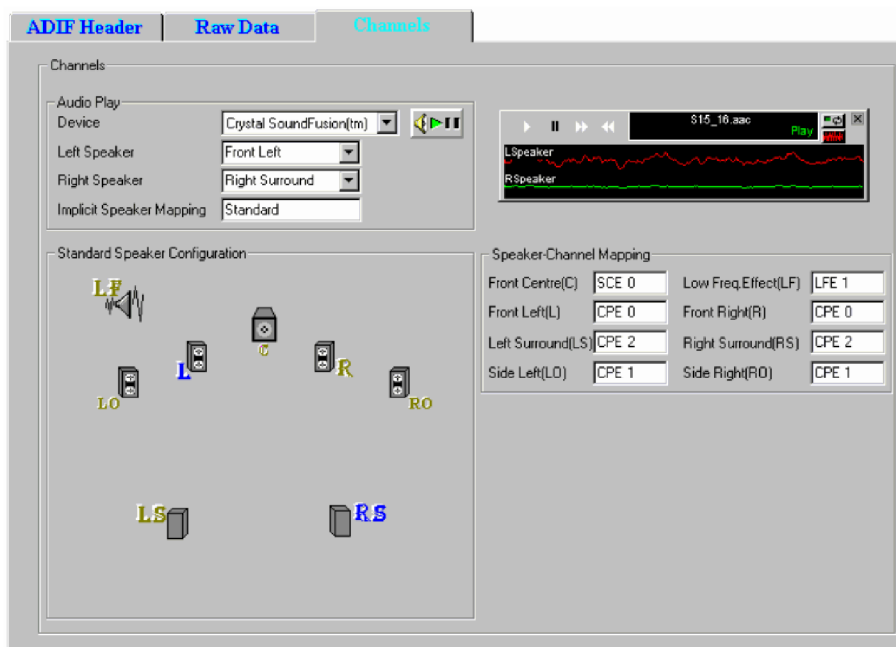 ADIF Header Raw Data Channels
Channels
Audio Play
Device Crystal SoundFusion(tm)
Left Speaker Front Left
Right Speaker Right Surround
Implicit Speaker Mapping Standard
S15_16.aac
Play
LSpeaker
RSpeaker
Standard Speaker Configuration
LF
C
L
R
LO
RO
LS
RS
Speaker-Channel Mapping
Front Centre(C) SCE 0 Low Freq.Effect(LF) LFE 1
Front Left(L) CPE 0 Front Right(R) CPE 0
Left Surround(LS) CPE 2 Right Surround(RS) CPE 2
Side Left(LO) CPE 1 Side Right(RO) CPE 1